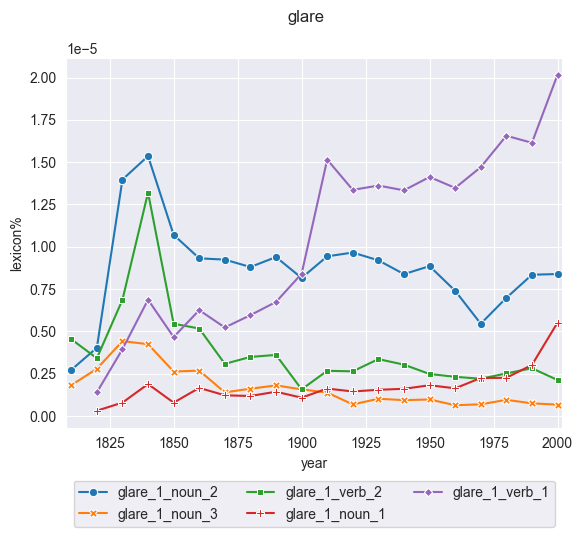 glare
1e−5
2.00
1.75
1.50
1.25
1.00
0.75
0.50
0.25
0.00
lexicon%
1825 1850 1875 1900 1925 1950 1975 2000
year
glare_1_noun_2 glare_1_verb_2 glare_1_verb_1
glare_1_noun_3 glare_1_noun_1